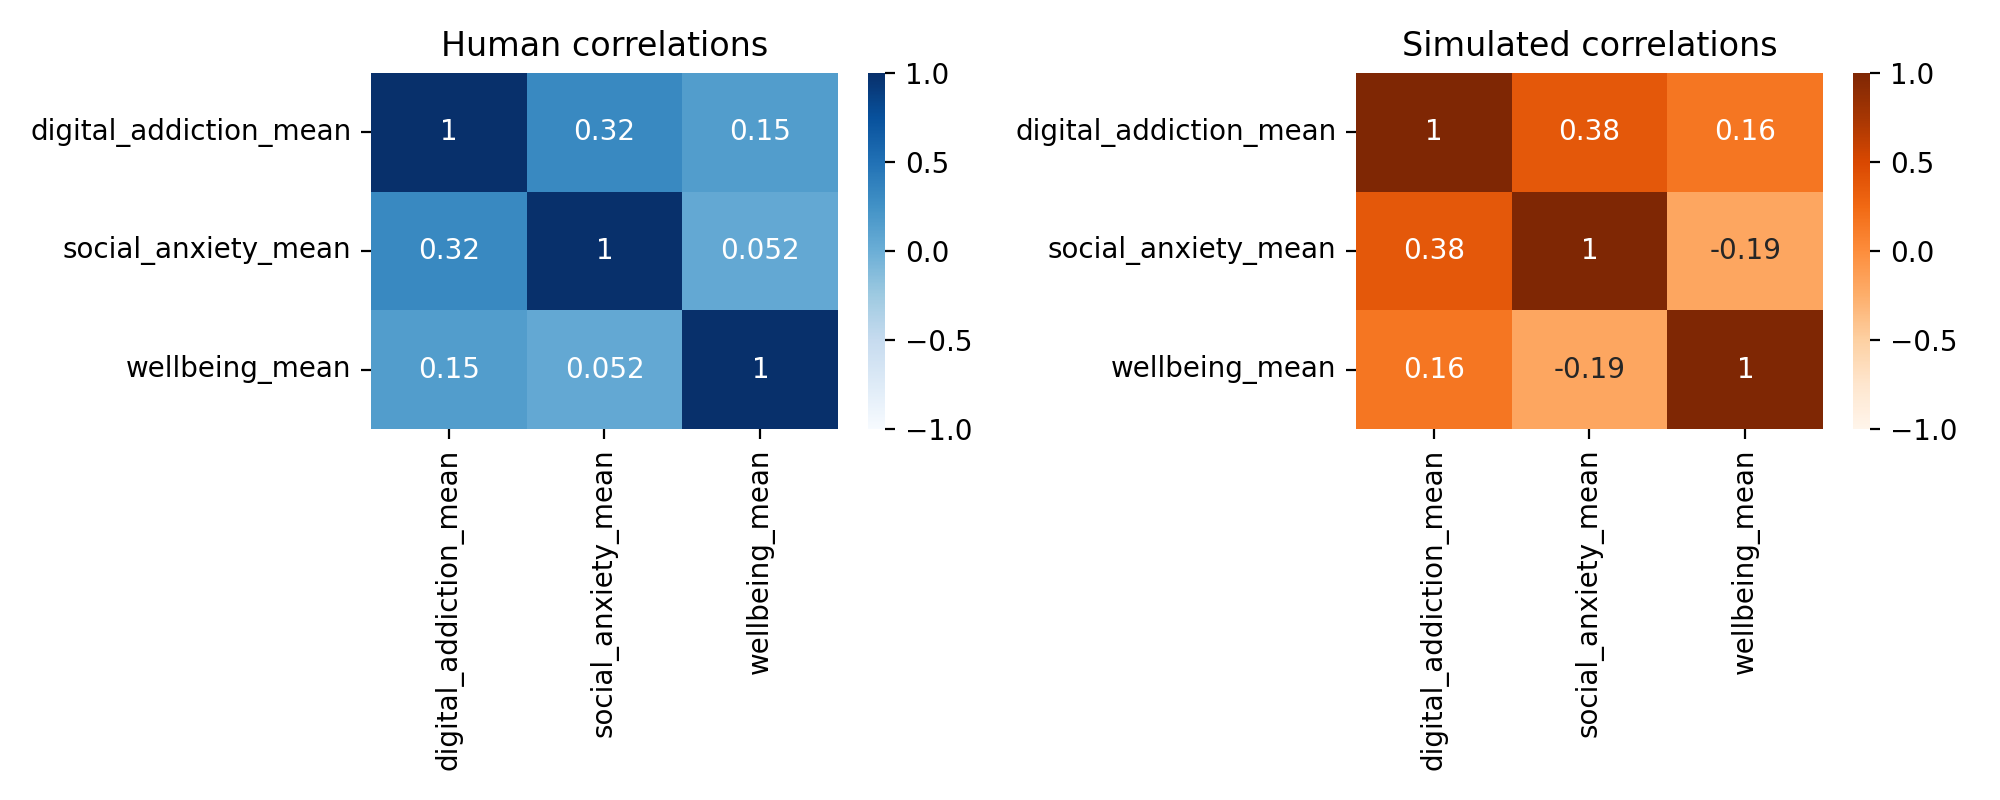 Human correlations
digital_addiction_mean
social_anxiety_mean
wellbeing_mean
1 0.32 0.15
0.32 1 0.052
0.15 0.052 1
digital_addiction_mean
social_anxiety_mean
wellbeing_mean
1.0
0.5
0.0
−0.5
−1.0
Simulated correlations
digital_addiction_mean
social_anxiety_mean
wellbeing_mean
1 0.38 0.16
0.38 1 -0.19
0.16 -0.19 1
digital_addiction_mean
social_anxiety_mean
wellbeing_mean
1.0
0.5
0.0
−0.5
−1.0